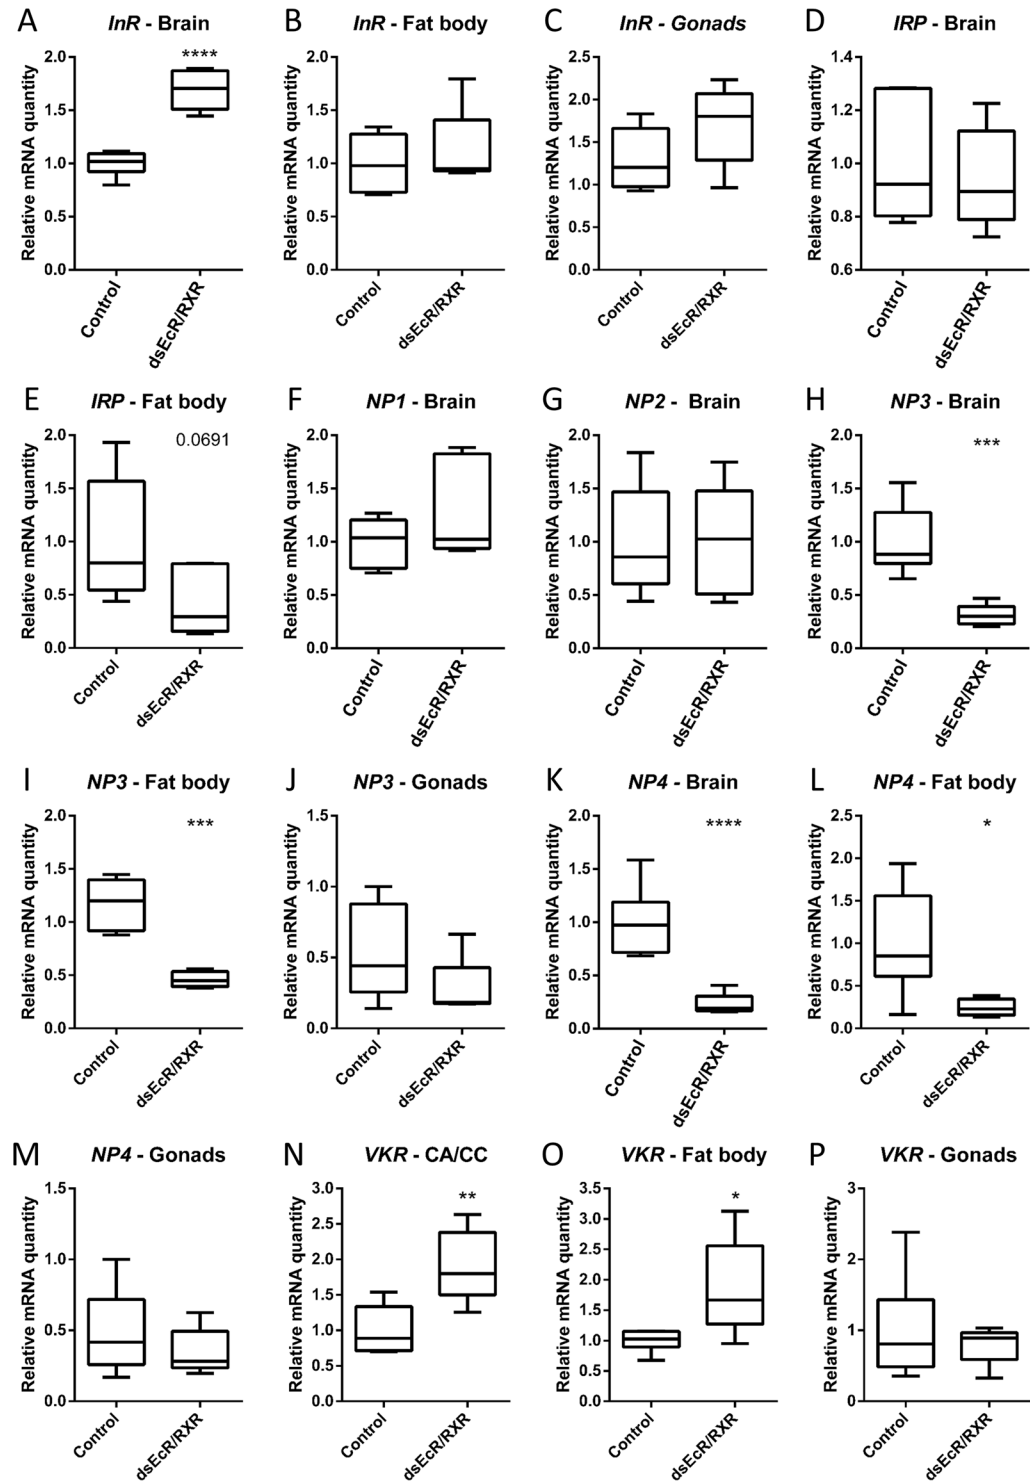 A InR - Brain
****
Relative mRNA quantity
2.0
1.5
1.0
0.5
0.0
Control
dsEcR/RXR
B InR - Fat body
Relative mRNA quantity
2.0
1.5
1.0
0.5
0.0
Control
dsEcR/RXR
C InR - Gonads
Relative mRNA quantity
2.5
2.0
1.5
1.0
0.5
0.0
Control
dsEcR/RXR
D IRP - Brain
Relative mRNA quantity
1.4
1.2
1.0
0.8
0.6
Control
dsEcR/RXR
E IRP - Fat body
0.0691
Relative mRNA quantity
2.0
1.5
1.0
0.5
0.0
Control
dsEcR/RXR
F NP1 - Brain
Relative mRNA quantity
2.0
1.5
1.0
0.5
0.0
Control
dsEcR/RXR
G NP2 - Brain
Relative mRNA quantity
2.0
1.5
1.0
0.5
0.0
Control
dsEcR/RXR
H NP3 - Brain
***
Relative mRNA quantity
2.0
1.5
1.0
0.5
0.0
Control
dsEcR/RXR
I NP3 - Fat body
***
Relative mRNA quantity
2.0
1.5
1.0
0.5
0.0
Control
dsEcR/RXR
J NP3 - Gonads
Relative mRNA quantity
1.5
1.0
0.5
0.0
Control
dsEcR/RXR
K NP4 - Brain
****
Relative mRNA quantity
2.0
1.5
1.0
0.5
0.0
Control
dsEcR/RXR
L NP4 - Fat body
*
Relative mRNA quantity
2.5
2.0
1.5
1.0
0.5
0.0
Control
dsEcR/RXR
M NP4 - Gonads
Relative mRNA quantity
1.5
1.0
0.5
0.0
Control
dsEcR/RXR
N VKR - CA/CC
**
Relative mRNA quantity
3.0
2.5
2.0
1.5
1.0
0.5
0.0
Control
dsEcR/RXR
O VKR - Fat body
*
Relative mRNA quantity
3.5
3.0
2.5
2.0
1.5
1.0
0.5
0.0
Control
dsEcR/RXR
P VKR - Gonads
Relative mRNA quantity
3
2
1
0
Control
dsEcR/RXR